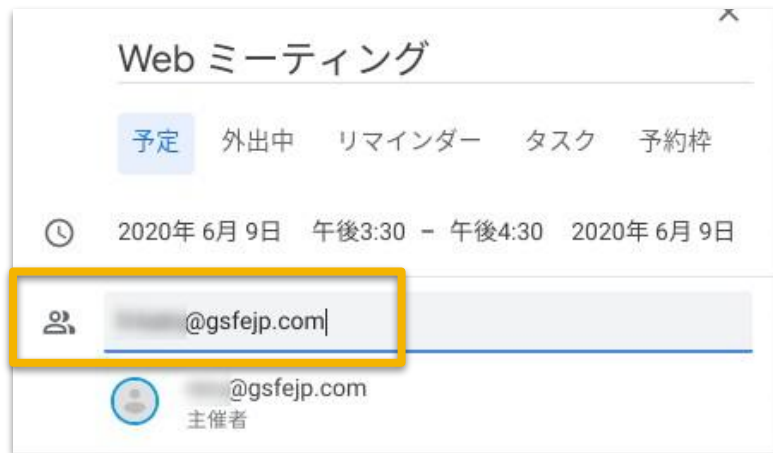 Web ミーティング
予定 外出中 リマインダー タスク 予約枠
2020年 6月 9日 午後3:30 – 午後4:30 2020年 6月 9日
@gsfejp.com
@gsfejp.com
主催者